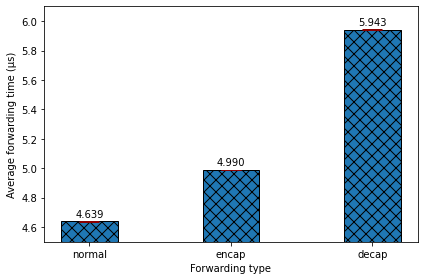 Average forwarding time (µs)
6.0
5.8
5.6
5.4
5.2
5.0
4.8
4.6
4.639
4.990
5.943
normal
encap
decap
Forwarding type